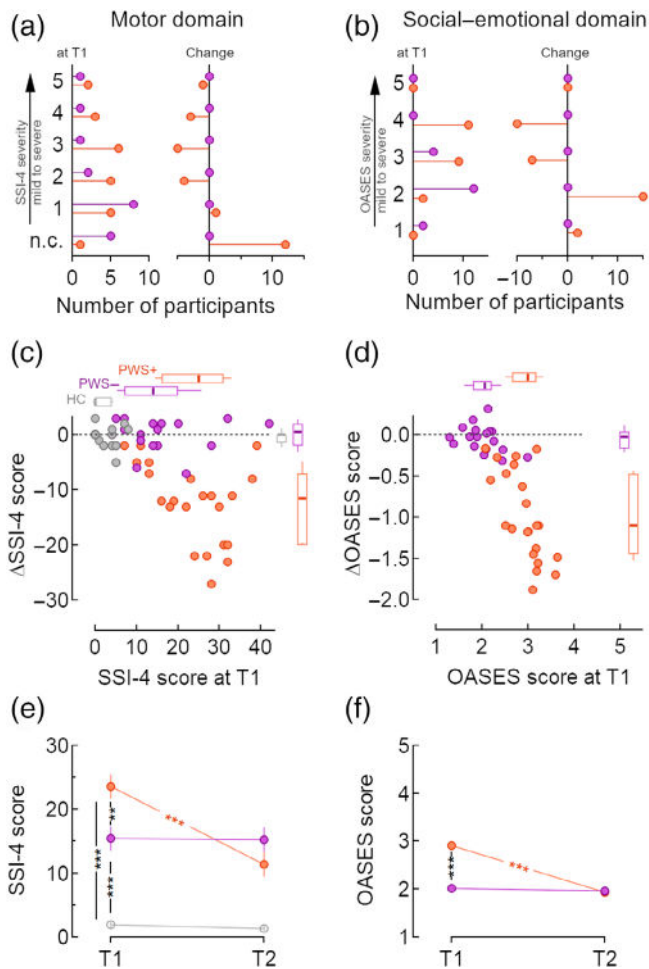 (a) Motor domain
at T1 Change
SSI-4 severity
mild to severe
5
4
3
2
1
n.c.
0 5 10 −5 0 5 10
Number of participants
(b) Social–emotional domain
at T1 Change
OASES severity
mild to severe
5
4
3
2
1
0 10 −10 0 10
Number of participants
(c)
PWS+
PWS−
HC
ΔSSI-4 score
0
−10
−20
−30
0 10 20 30 40
SSI-4 score at T1
(d)
ΔOASES score
0
−0.5
−1.0
−1.5
−2.0
1 2 3 4 5
OASES score at T1
(e)
SSI-4 score
30
20
10
0
***
**
***
***
T1 T2
(f)
OASES score
5
4
3
2
1
***
***
T1 T2